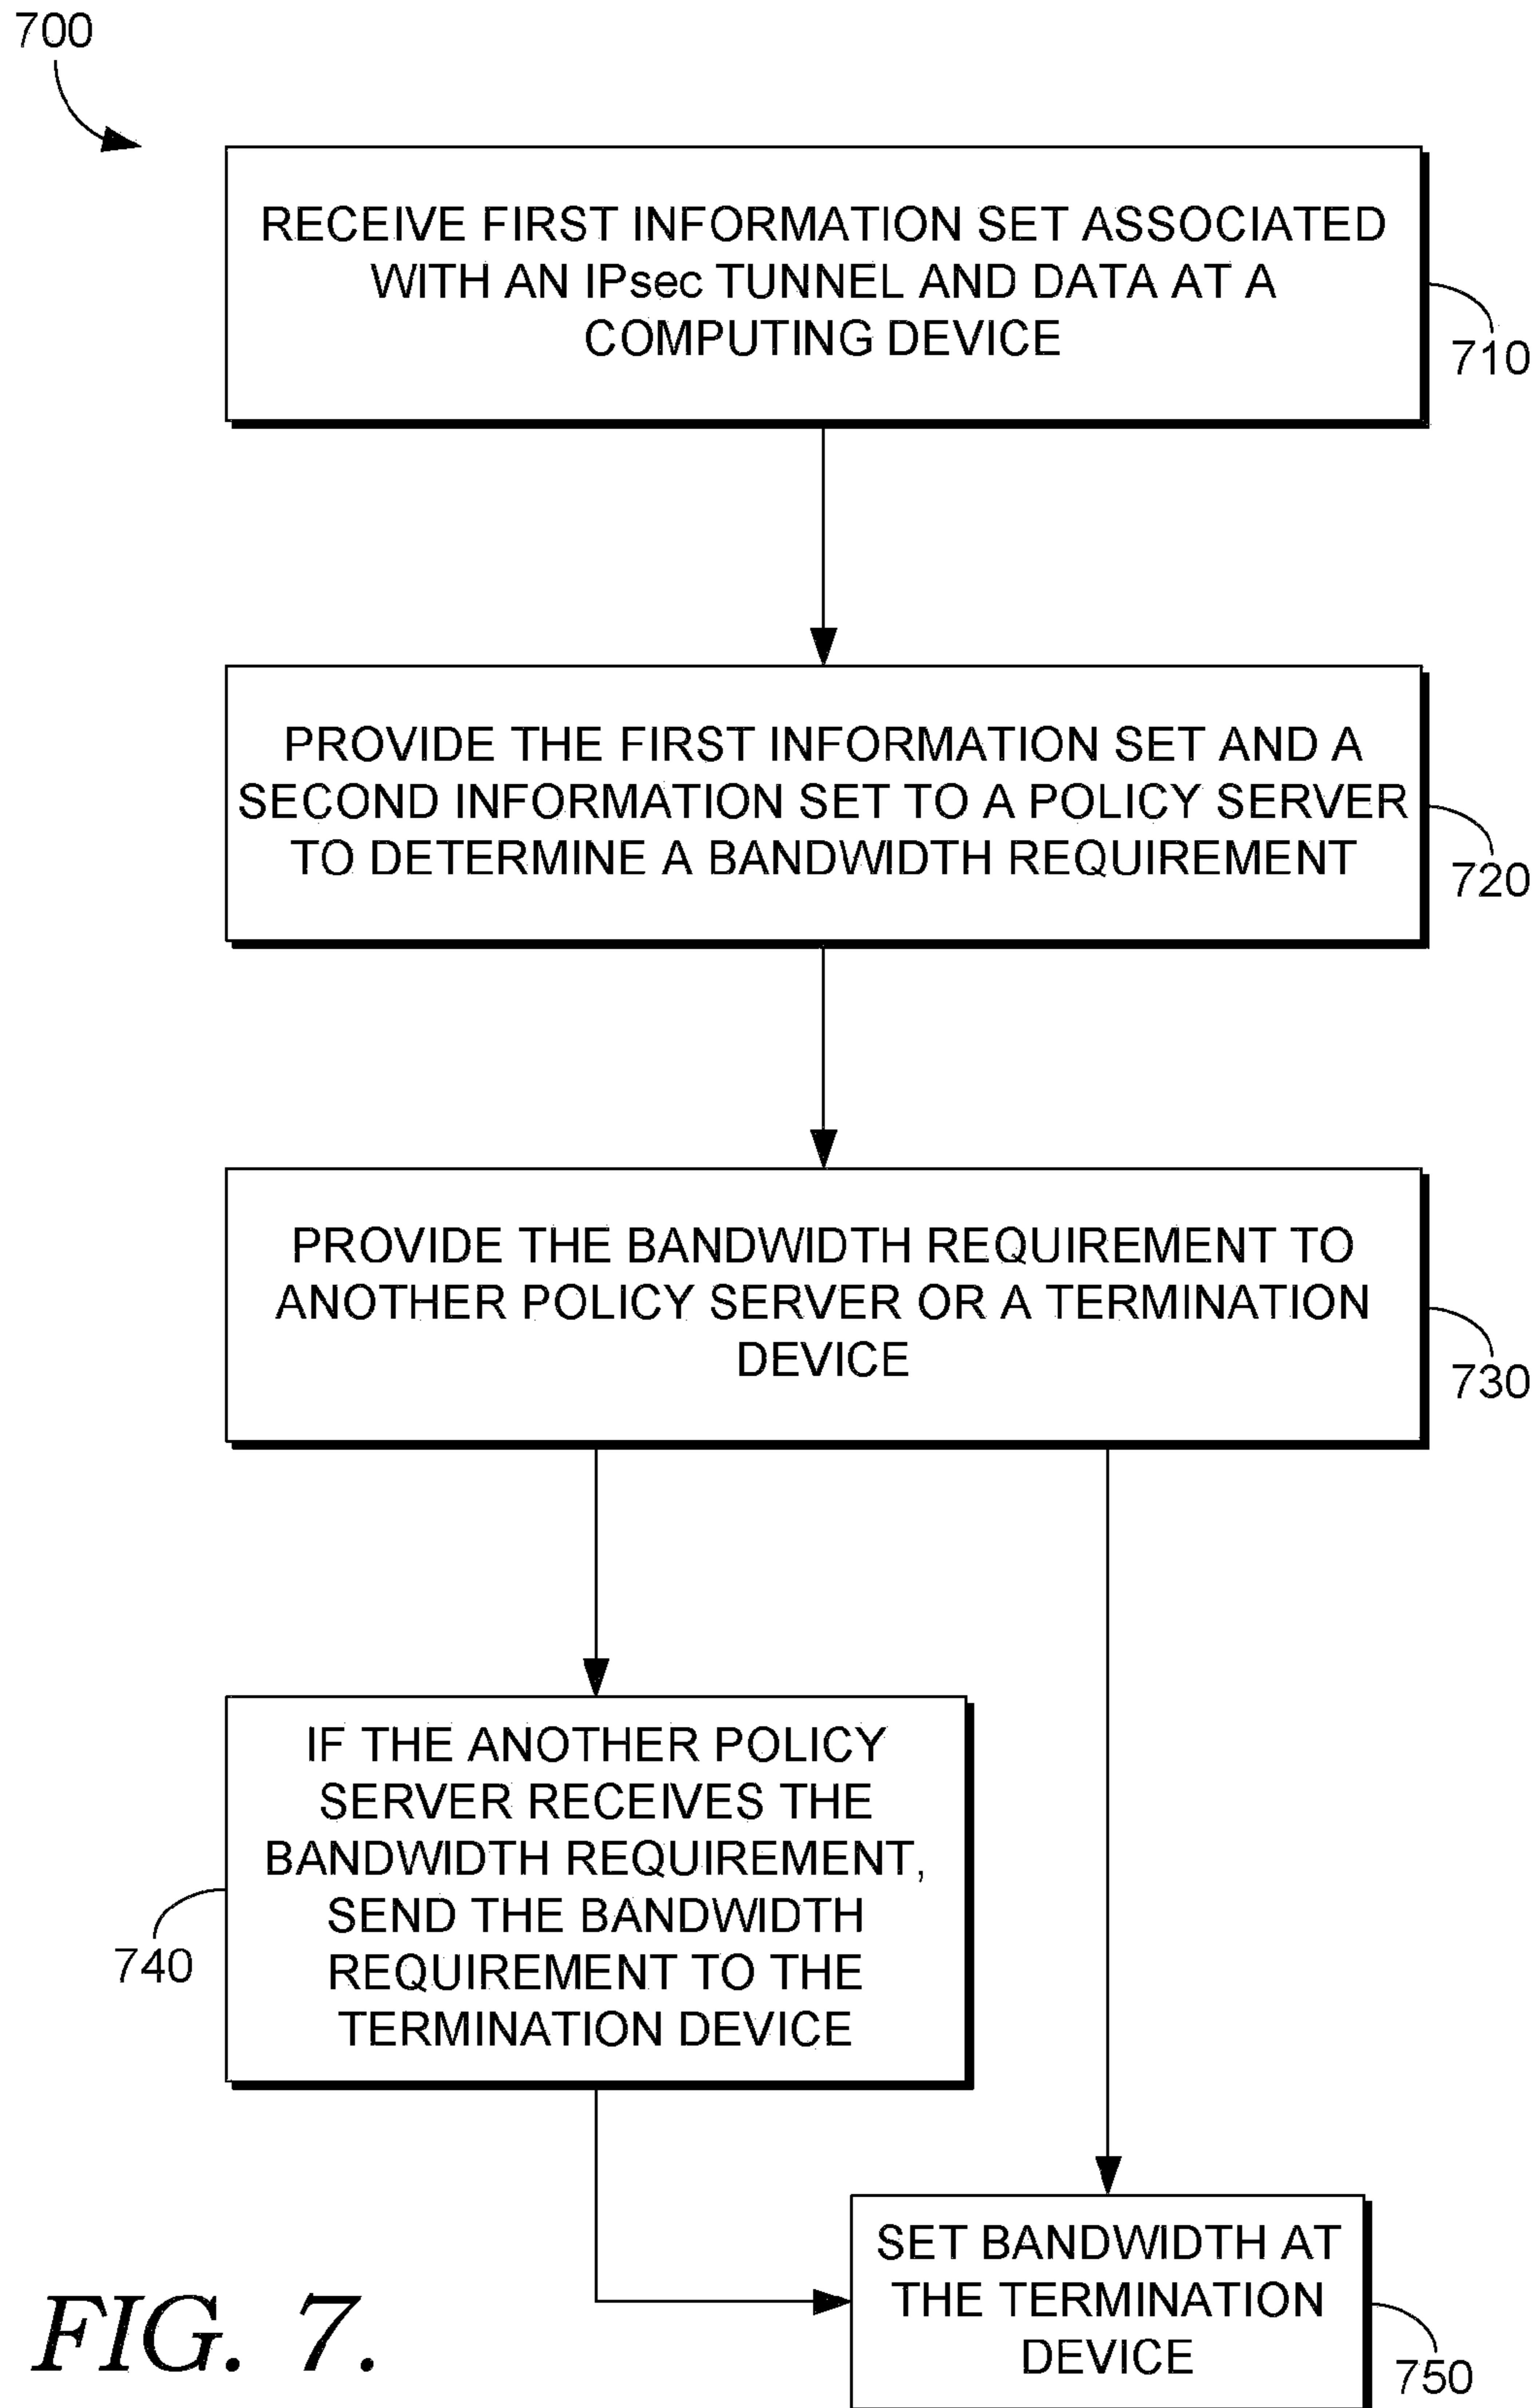 700
RECEIVE FIRST INFORMATION SET ASSOCIATED
WITH AN IPsec TUNNEL AND DATA AT A
COMPUTING DEVICE
710
PROVIDE THE FIRST INFORMATION SET AND A
SECOND INFORMATION SET TO A POLICY SERVER
TO DETERMINE A BANDWIDTH REQUIREMENT
720
PROVIDE THE BANDWIDTH REQUIREMENT TO
ANOTHER POLICY SERVER OR A TERMINATION
DEVICE
730
IF THE ANOTHER POLICY
SERVER RECEIVES THE
BANDWIDTH REQUIREMENT,
SEND THE BANDWIDTH
REQUIREMENT TO THE
TERMINATION DEVICE
740
SET BANDWIDTH AT
THE TERMINATION
DEVICE
750
FIG. 7.